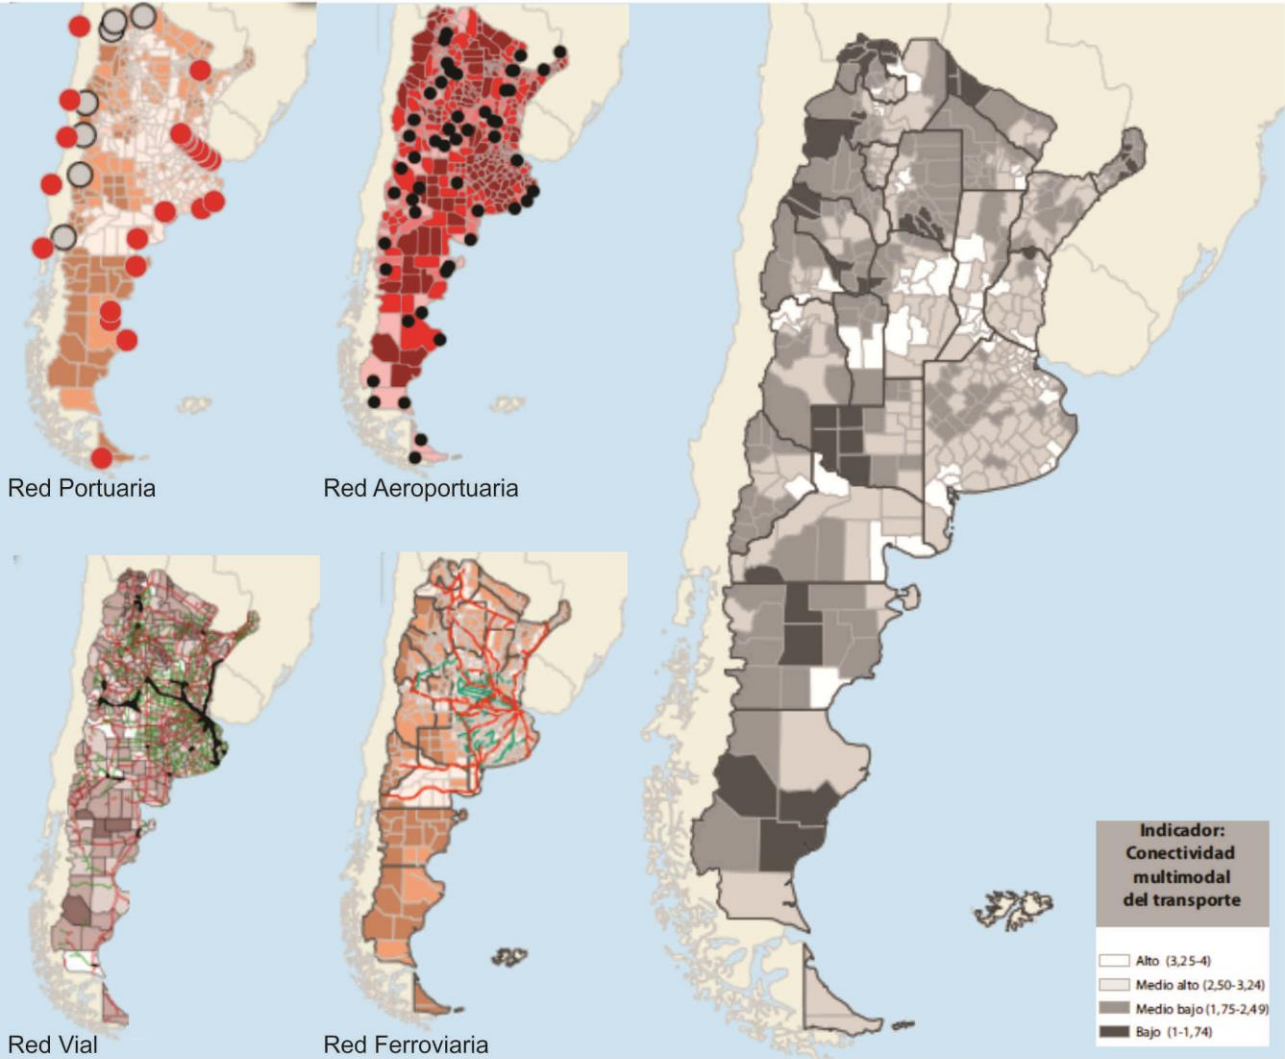 Red Portuaria
Red Aeroportuaria
Red Vial
Red Ferroviaria
Indicador:
Conectividad
multimodal
del transporte
Alto (3,25-4)
Medio alto (2,50-3,24)
Medio bajo (1,75-2,49)
Bajo (1-1,74)